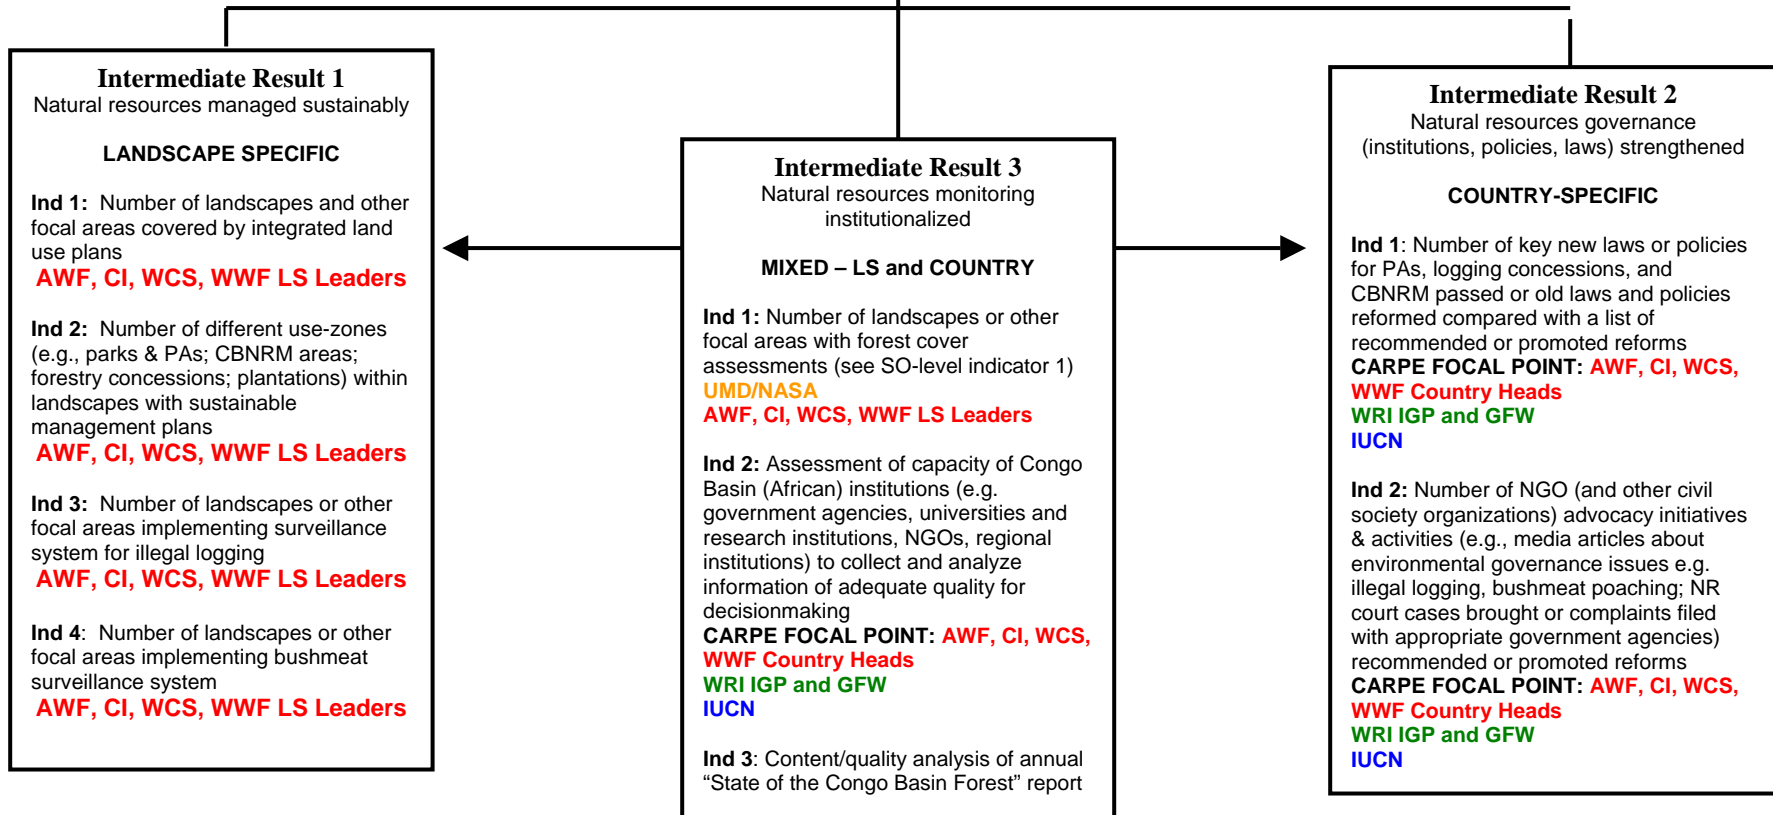 Intermediate Result 1
Natural resources managed sustainably
LANDSCAPE SPECIFIC
Ind 1: Number of landscapes and other
focal areas covered by integrated land
use plans
AWF, CI, WCS, WWF LS Leaders
Ind 2: Number of different use-zones
(e.g., parks & PAs; CBNRM areas;
forestry concessions; plantations) within
landscapes with sustainable
management plans
AWF, CI, WCS, WWF LS Leaders
Ind 3: Number of landscapes or other
focal areas implementing surveillance
system for illegal logging
AWF, CI, WCS, WWF LS Leaders
Ind 4: Number of landscapes or other
focal areas implementing bushmeat
surveillance system
AWF, CI, WCS, WWF LS Leaders
Intermediate Result 3
Natural resources monitoring
institutionalized
MIXED – LS and COUNTRY
Ind 1: Number of landscapes or other
focal areas with forest cover
assessments (see SO-level indicator 1)
UMD/NASA
AWF, CI, WCS, WWF LS Leaders
Ind 2: Assessment of capacity of Congo
Basin (African) institutions (e.g.
government agencies, universities and
research institutions, NGOs, regional
institutions) to collect and analyze
information of adequate quality for
decisionmaking
CARPE FOCAL POINT: AWF, CI, WCS,
WWF Country Heads
WRI IGP and GFW
IUCN
Ind 3: Content/quality analysis of annual
“State of the Congo Basin Forest” report
Intermediate Result 2
Natural resources governance
(institutions, policies, laws) strengthened
COUNTRY-SPECIFIC
Ind 1: Number of key new laws or policies
for PAs, logging concessions, and
CBNRM passed or old laws and policies
reformed compared with a list of
recommended or promoted reforms
CARPE FOCAL POINT: AWF, CI, WCS,
WWF Country Heads
WRI IGP and GFW
IUCN
Ind 2: Number of NGO (and other civil
society organizations) advocacy initiatives
& activities (e.g., media articles about
environmental governance issues e.g.
illegal logging, bushmeat poaching; NR
court cases brought or complaints filed
with appropriate government agencies)
recommended or promoted reforms
CARPE FOCAL POINT: AWF, CI, WCS,
WWF Country Heads
WRI IGP and GFW
IUCN